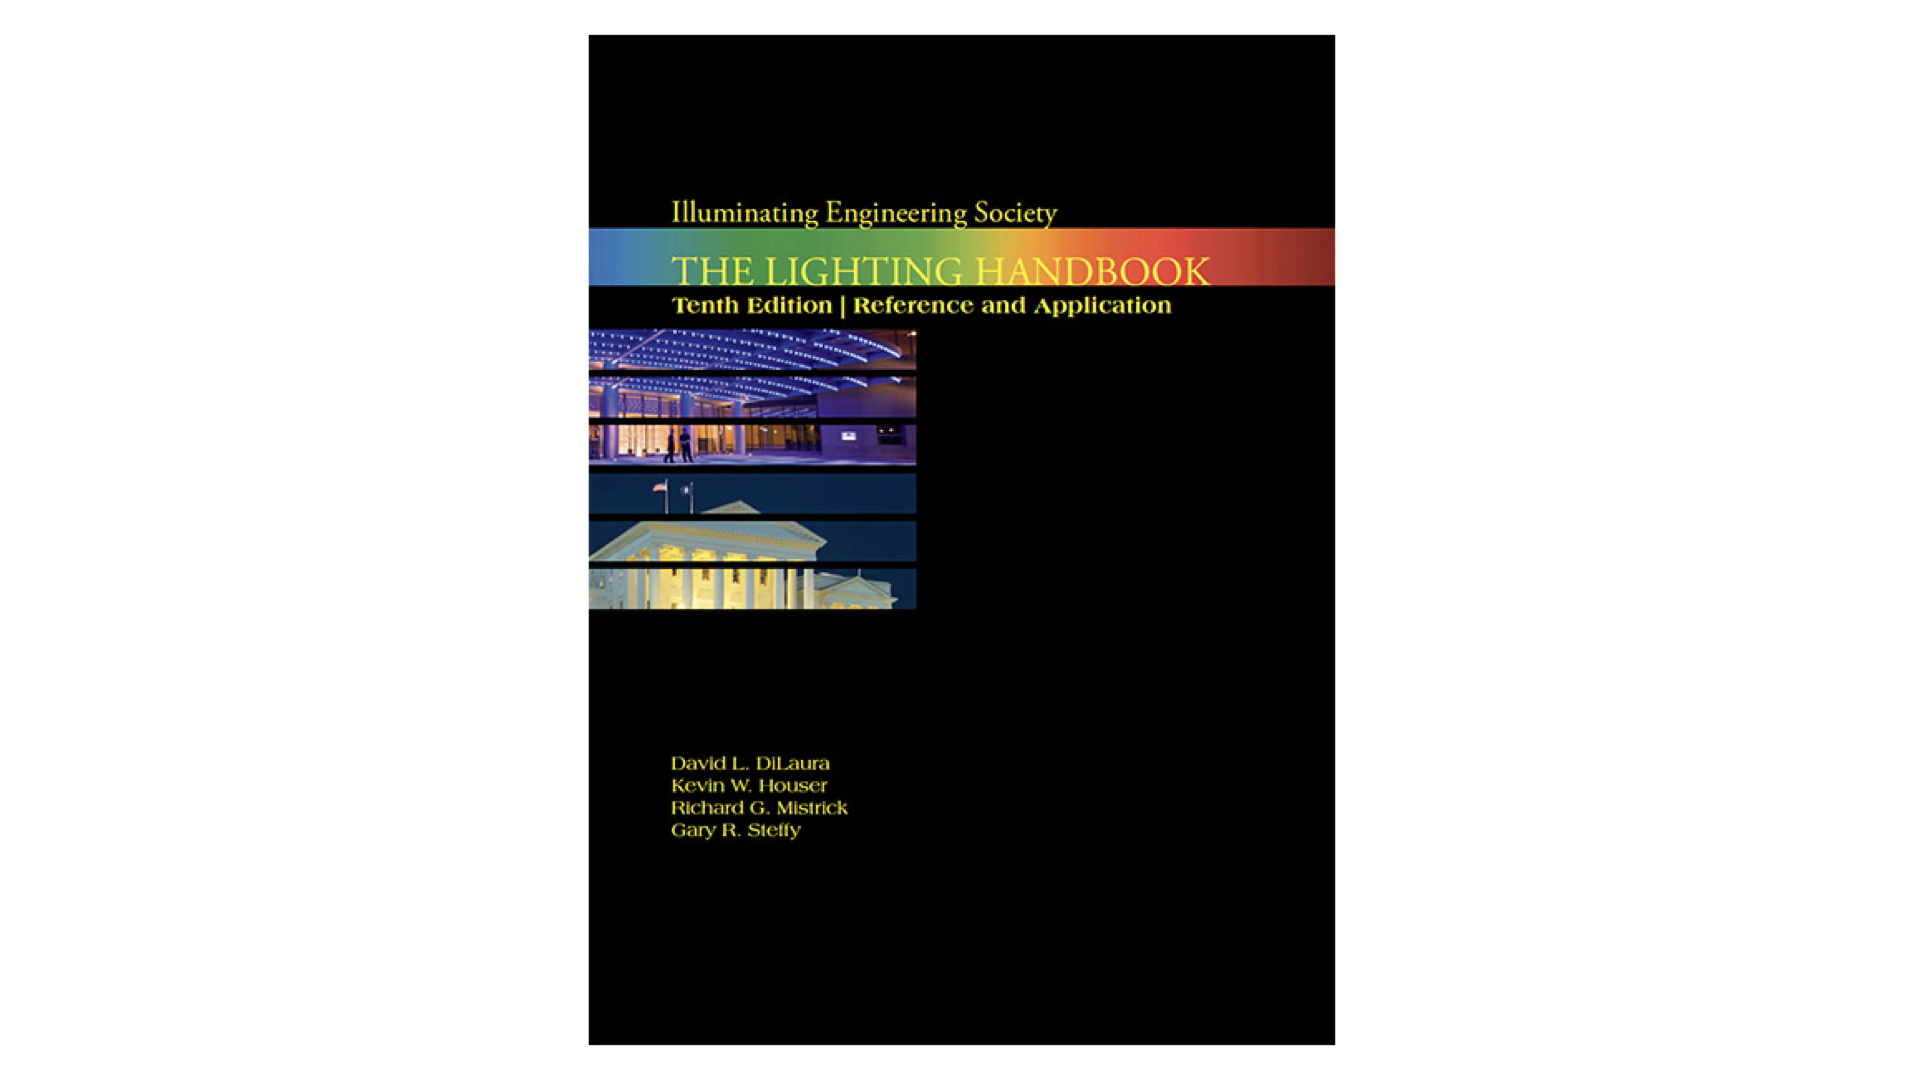 Illuminating Engineering Society
THE LIGHTING HANDBOOK
Tenth Edition | Reference and Application
David L. DiLaura
Kevin W. Houser
Richard G. Mistrick
Gary R. Steffy